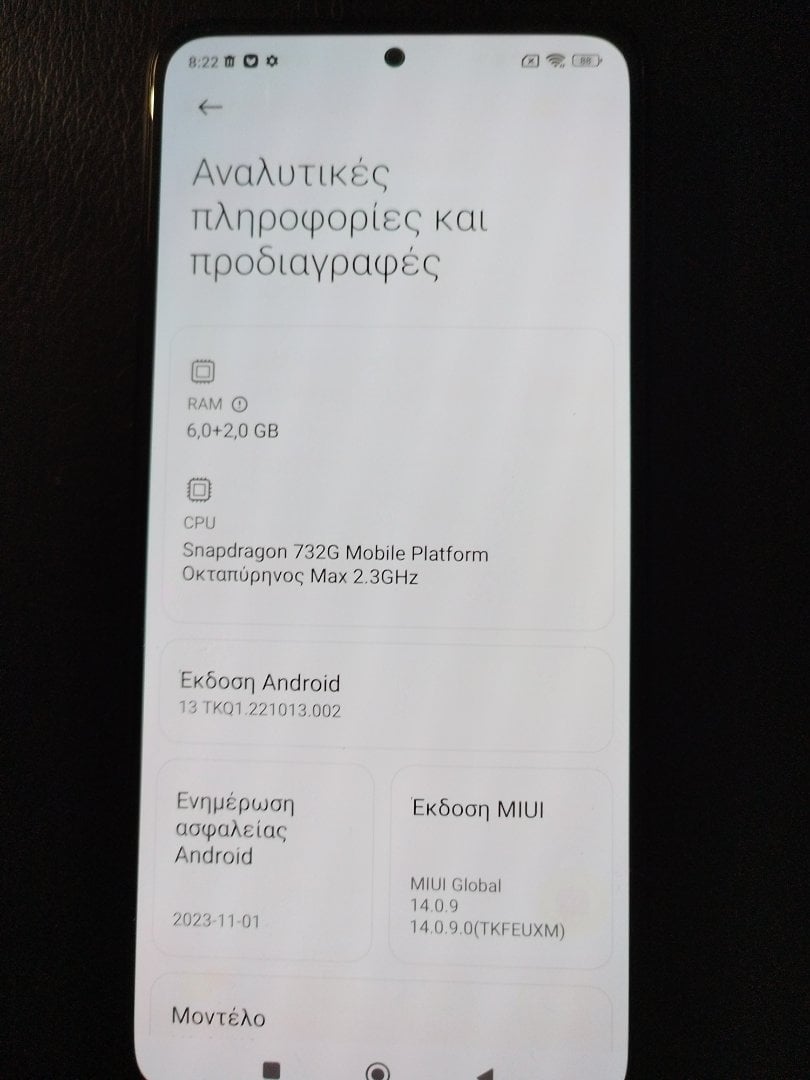 8:22
88
Αναλυτικές
πληροφορίες και
προδιαγραφές
RAM
6,0+2,0 GB
CPU
Snapdragon 732G Mobile Platform
Οκταπύρηνος Max 2.3GHz
Έκδοση Android
13 TKQ1.221013.002
Ενημέρωση
ασφαλείας
Android
2023-11-01
Έκδοση MIUI
MIUI Global
14.0.9
14.0.9.0(TKFEUXM)
Μοντέλο